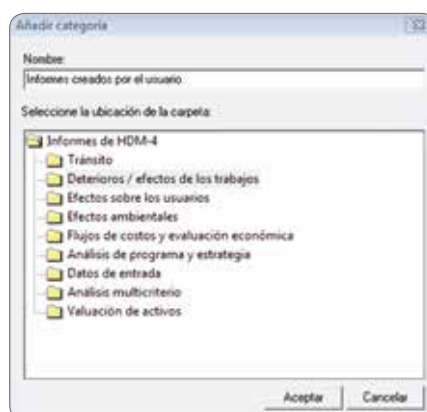 Añadir categoría
Nombre:
Informes creados por el usuario
Seleccione la ubicación de la carpeta:
Informes de HDM-4
Tránsito
Deterioros / efectos de los trabajos
Efectos sobre los usuarios
Efectos ambientales
Flujos de costos y evaluación económica
Análisis de programa y estrategia
Datos de entrada
Análisis multicriterio
Valuación de activos
Aceptar Cancelar